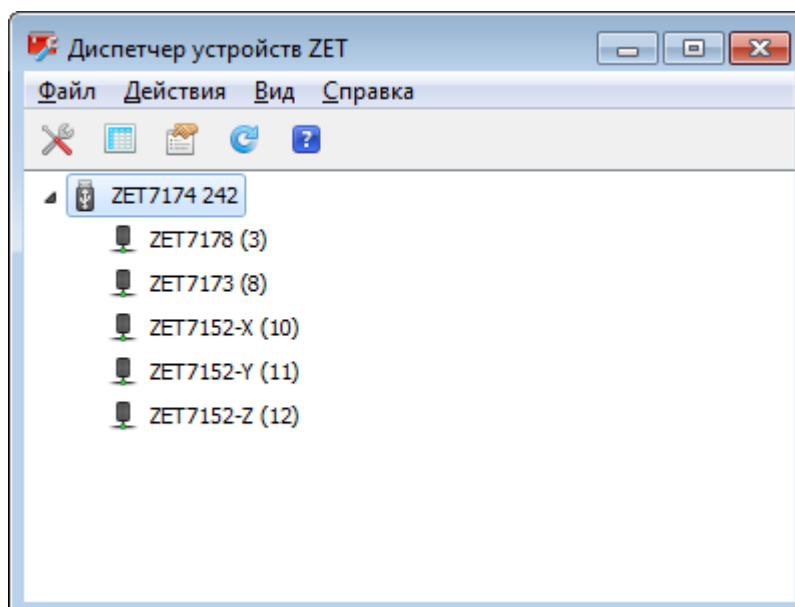 Диспетчер устройств ZET
Файл Действия Вид Справка
?
ZET7174 242
ZET7178 (3)
ZET7173 (8)
ZET7152-X (10)
ZET7152-Y (11)
ZET7152-Z (12)